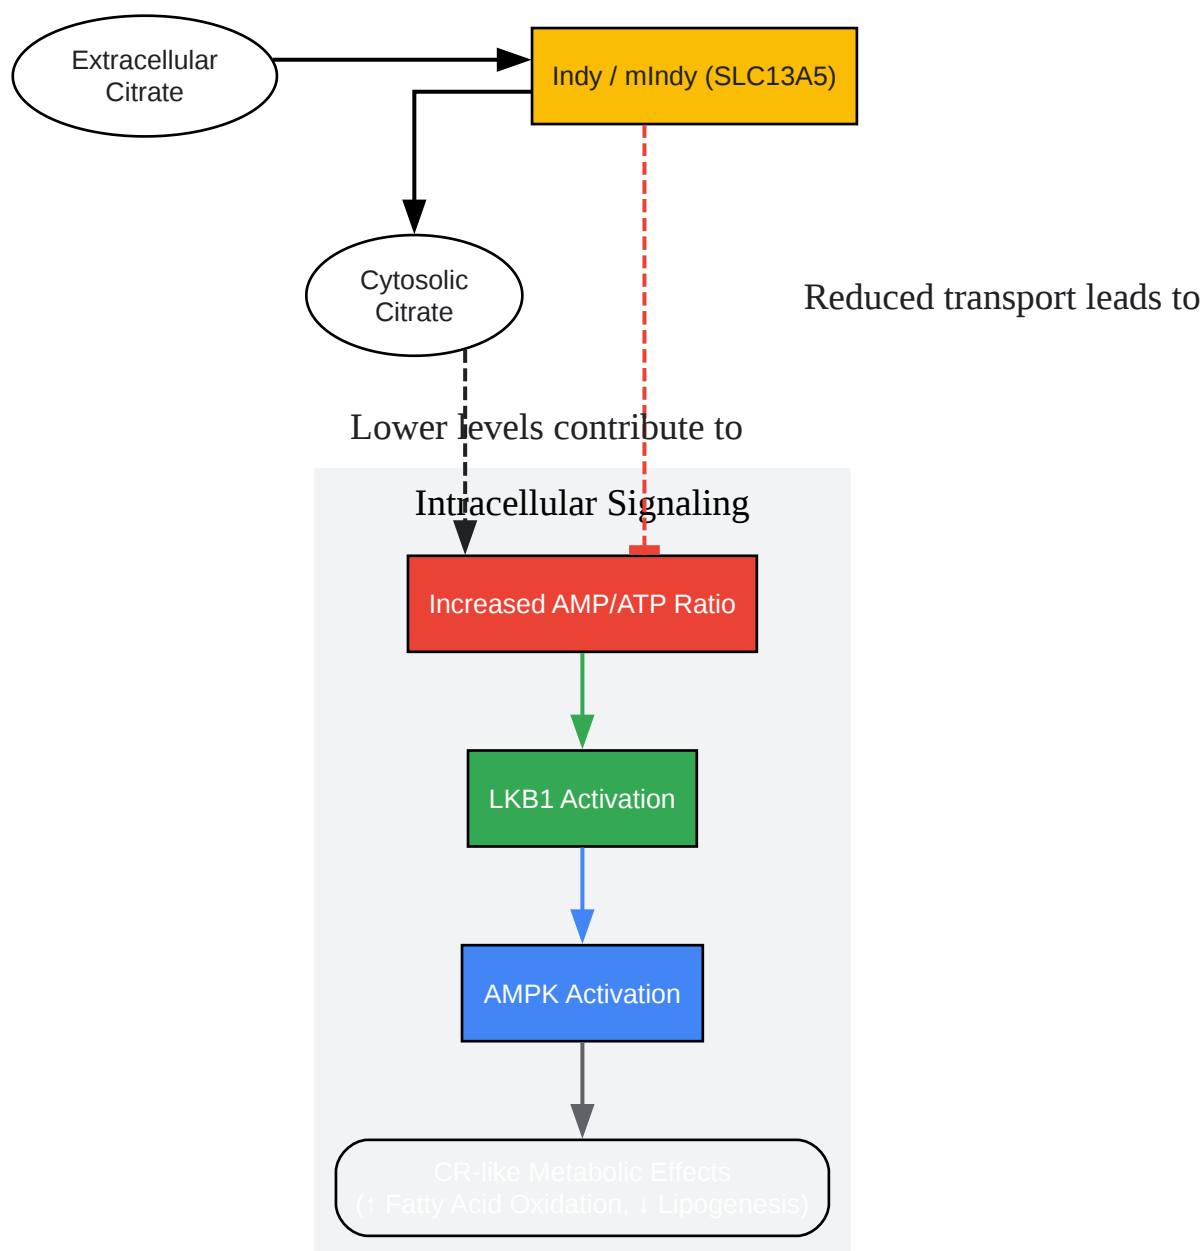 Extracellular
Citrate
Indy / mIndy (SLC13A5)
Cytosolic
Citrate
Reduced transport leads to
Lower levels contribute to
Intracellular Signaling
Increased AMP/ATP Ratio
LKB1 Activation
AMPK Activation
CR-like Metabolic Effects
(↑ Fatty Acid Oxidation, ↓ Lipogenesis)